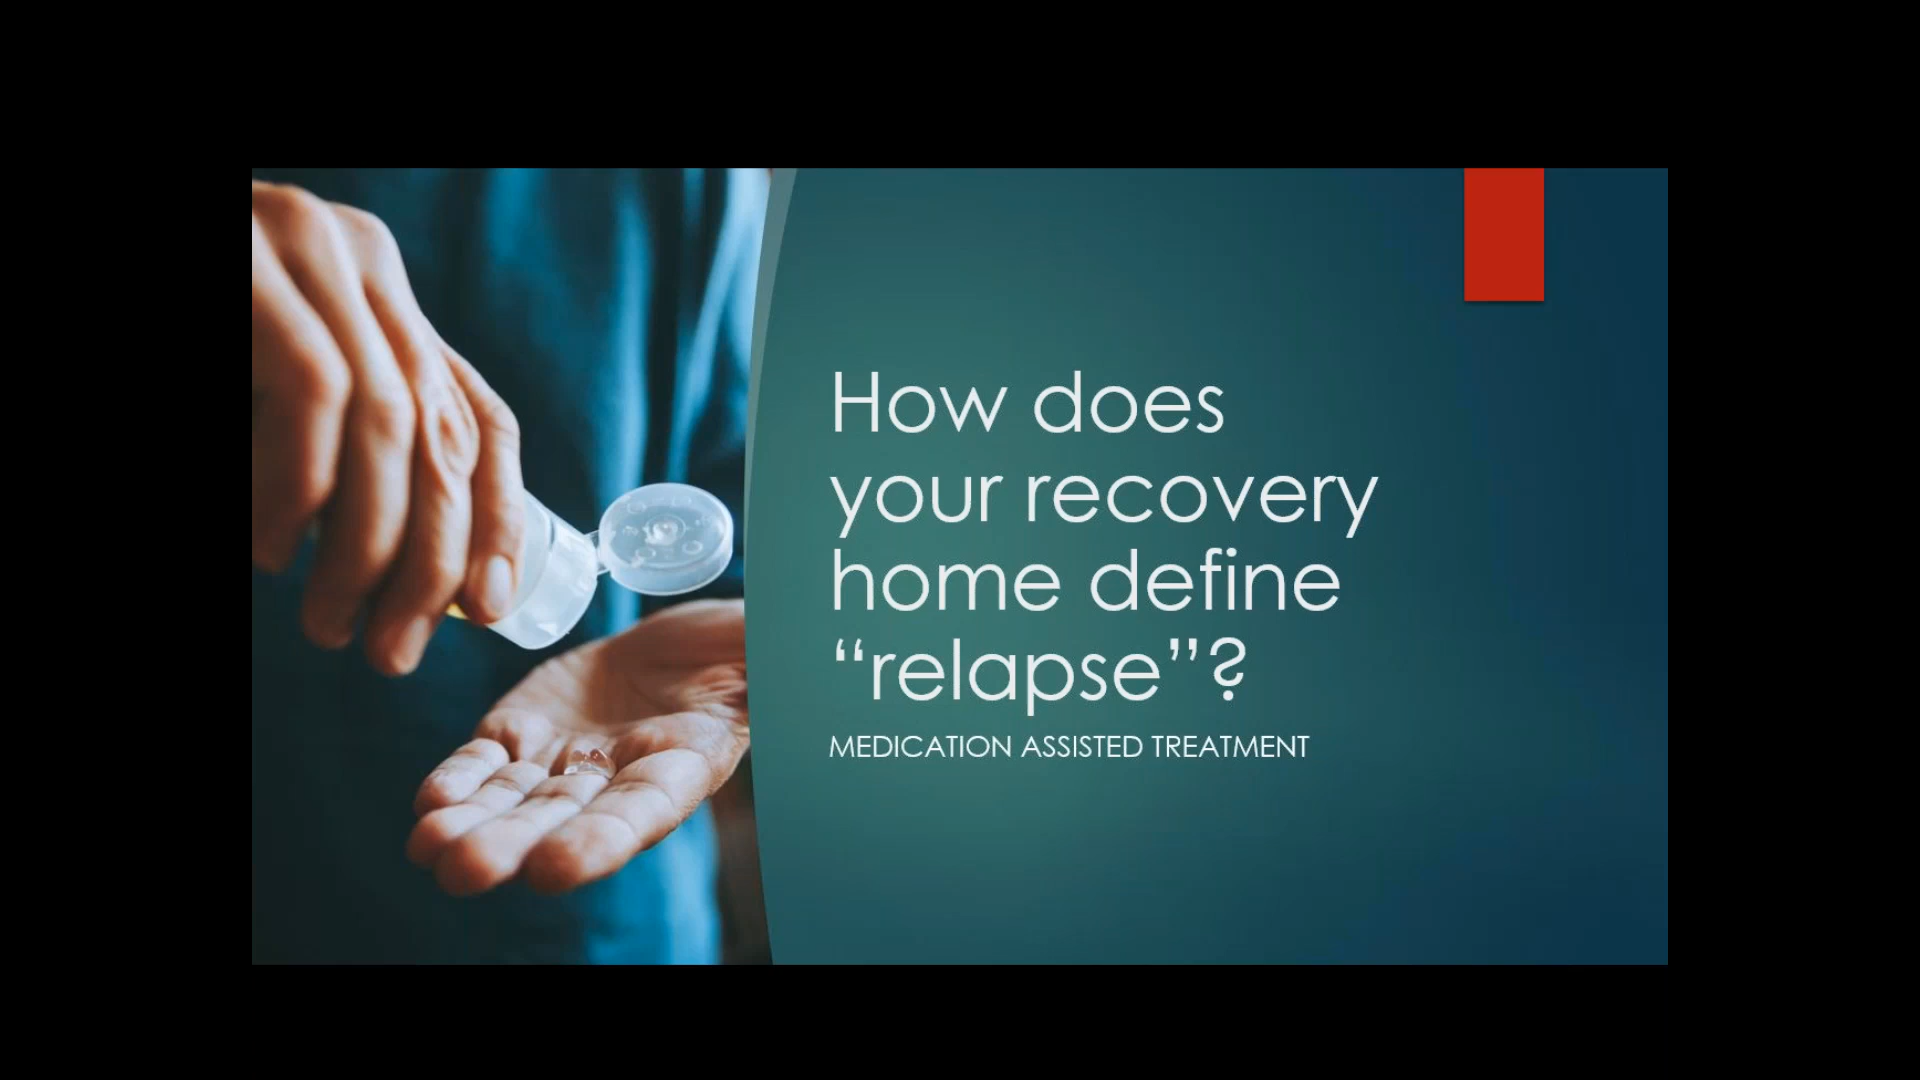 How does
your recovery
home define
“relapse”?
MEDICATION ASSISTED TREATMENT